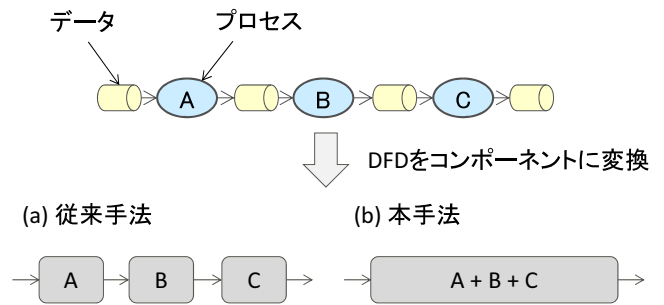 データ
プロセス
A
B
C
DFDをコンポーネントに変換
(a) 従来手法
(b) 本手法
A
B
C
A + B + C